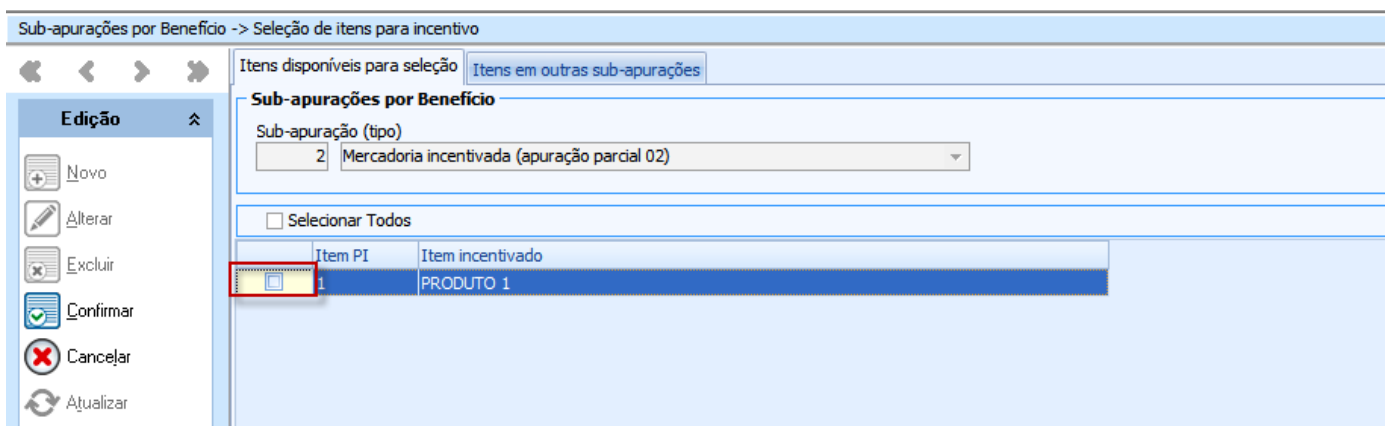 Sub-apurações por Benefício -> Seleção de itens para incentivo
Itens disponíveis para seleção Itens em outras sub-apurações
Edição
Novo
Alterar
Excluir
Confirmar
Cancelar
Atualizar
Sub-apurações por Benefício
Sub-apuração (tipo)
2 Mercadoria incentivada (apuração parcial 02)
Selecionar Todos
Item PI Item incentivado
1 PRODUTO 1